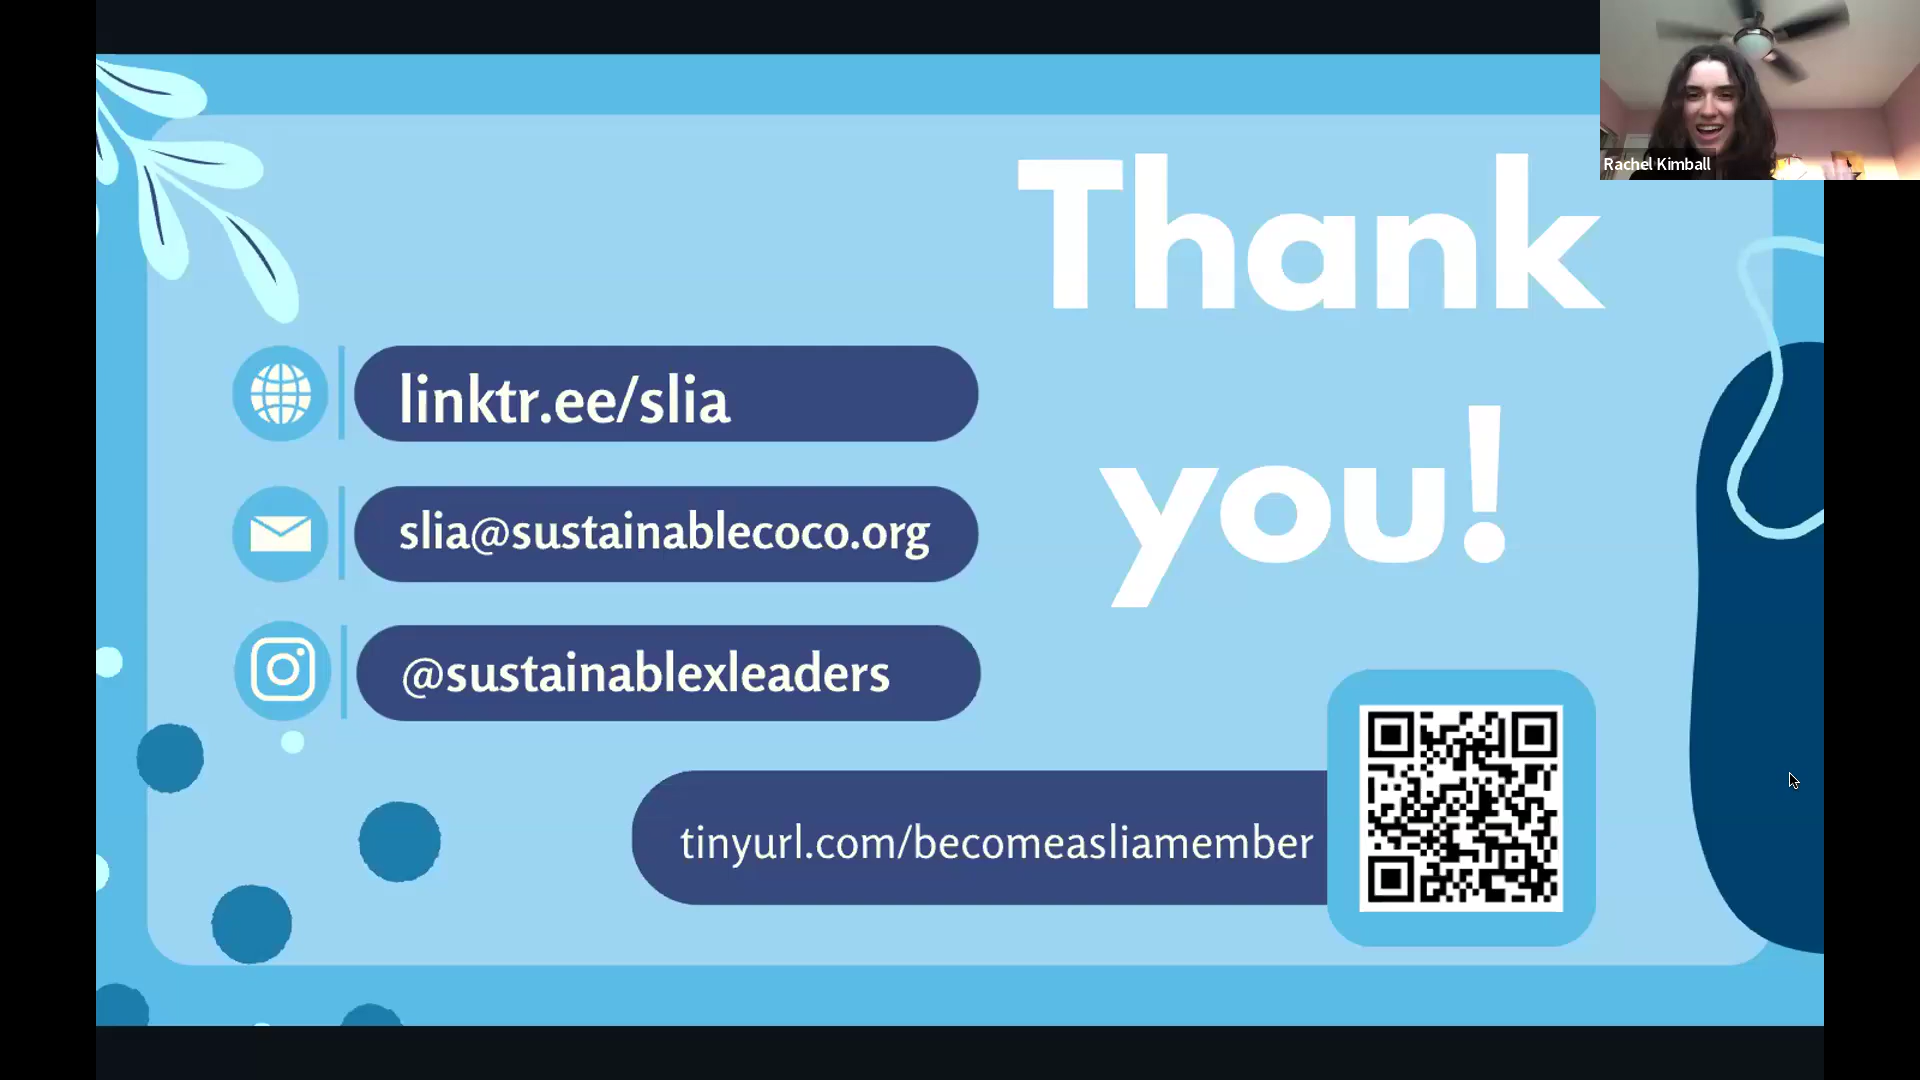 Rachel Kimball
Thank
you!
linktr.ee/slia
slia@sustainablecoco.org
@sustainablexleaders
tinyurl.com/becomeasliamember